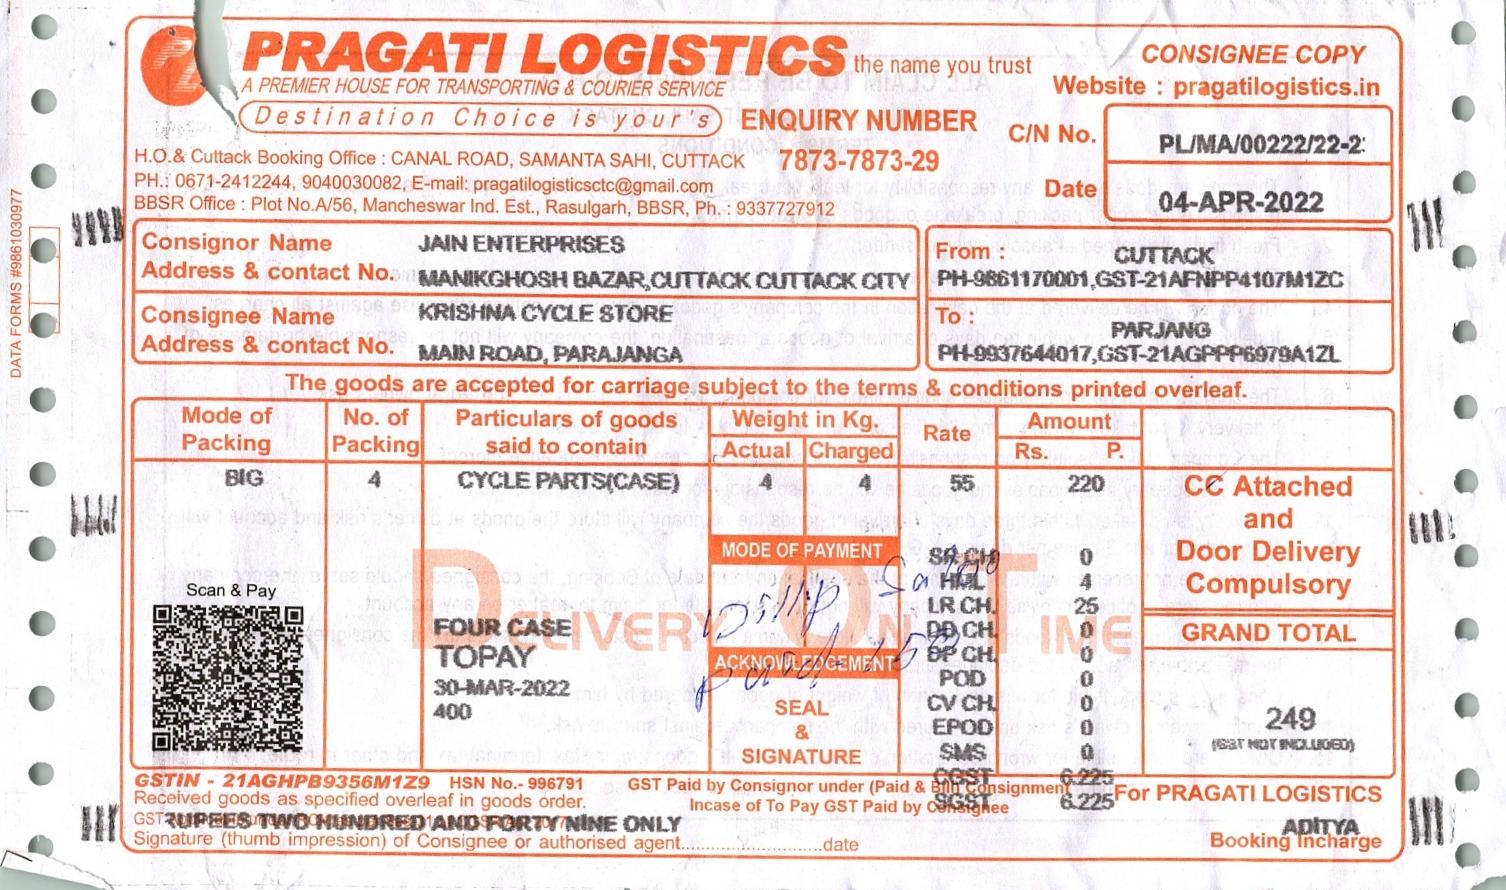 PRAGATI LOGISTICS the name you trust
A PREMIER HOUSE FOR TRANSPORTING & COURIER SERVICE
Destination Choice is your's
CONSIGNEE COPY
Website : pragatilogistics.in
ENQUIRY NUMBER
7873-7873-29
C/N No. PL/MA/00222/22-2
Date 04-APR-2022
H.O.& Cuttack Booking Office : CANAL ROAD, SAMANTA SAHI, CUTTACK
PH.: 0671-2412244, 9040030082, E-mail: pragatilogisticsctc@gmail.com
BBSR Office : Plot No.A/56, Mancheswar Ind. Est., Rasulgarh, BBSR, Ph. : 9337727912
DATA FORMS #9861030977
Consignor Name JAIN ENTERPRISES
Address & contact No. MANIKGHOSH BAZAR,CUTTACK CUTTACK CITY
From : CUTTACK
PH-9861170001,GST-21AFNPP4107M1ZC
Consignee Name KRISHNA CYCLE STORE
Address & contact No. MAIN ROAD, PARAJANGA
To : PARJANG
PH-9937644017,GST-21AGPPP6979A1ZL
The goods are accepted for carriage subject to the terms & conditions printed overleaf.
Mode of Packing No. of Packing Particulars of goods said to contain Weight in Kg. Actual Charged Rate Amount Rs. P.
BIG 4 CYCLE PARTS(CASE) 4 4 55 220
CC Attached
and
Door Delivery
Compulsory
MODE OF PAYMENT
SR CH 0
HML 4
LR CH. 25
DD CH. 0
DP CH. 0
POD 0
CV CH. 0
EPOD 0
SMS 0
CGST 6.225
SGST 6.225
Scan & Pay
DELIVERY ON TIME
FOUR CASE
TOPAY
30-MAR-2022
400
ACKNOWLEDGEMENT
SEAL
&
SIGNATURE
GRAND TOTAL
249
(GST NOT INCLUDED)
GSTIN - 21AGHPB9356M1Z9 HSN No.- 996791
GST Paid by Consignor under (Paid & Bill) Consignment
Incase of To Pay GST Paid by Consignee
For PRAGATI LOGISTICS
Received goods as specified overleaf in goods order.
RUPEES TWO HUNDRED AND FORTY NINE ONLY
Signature (thumb impression) of Consignee or authorised agent..........................date
ADITYA
Booking Incharge